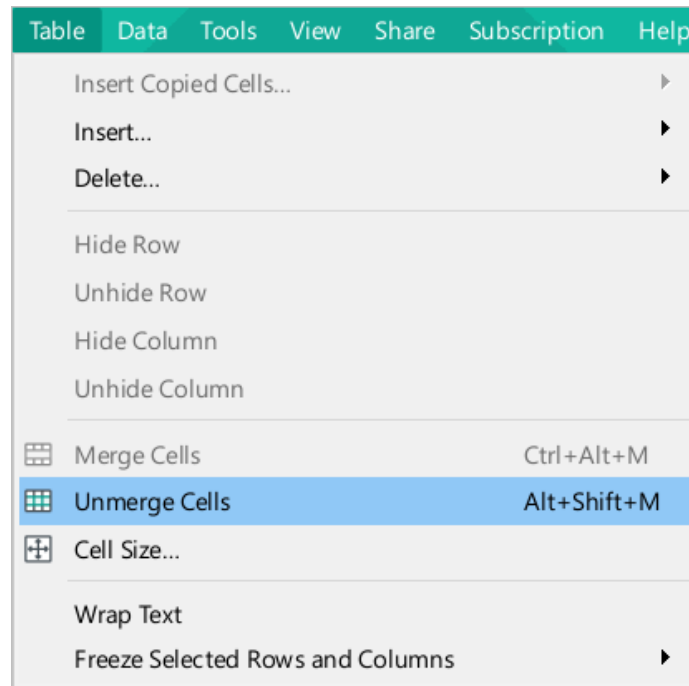 Table Data Tools View Share Subscription Help
Insert Copied Cells...
Insert...
Delete...
Hide Row
Unhide Row
Hide Column
Unhide Column
Merge Cells Ctrl+Alt+M
Unmerge Cells Alt+Shift+M
Cell Size...
Wrap Text
Freeze Selected Rows and Columns